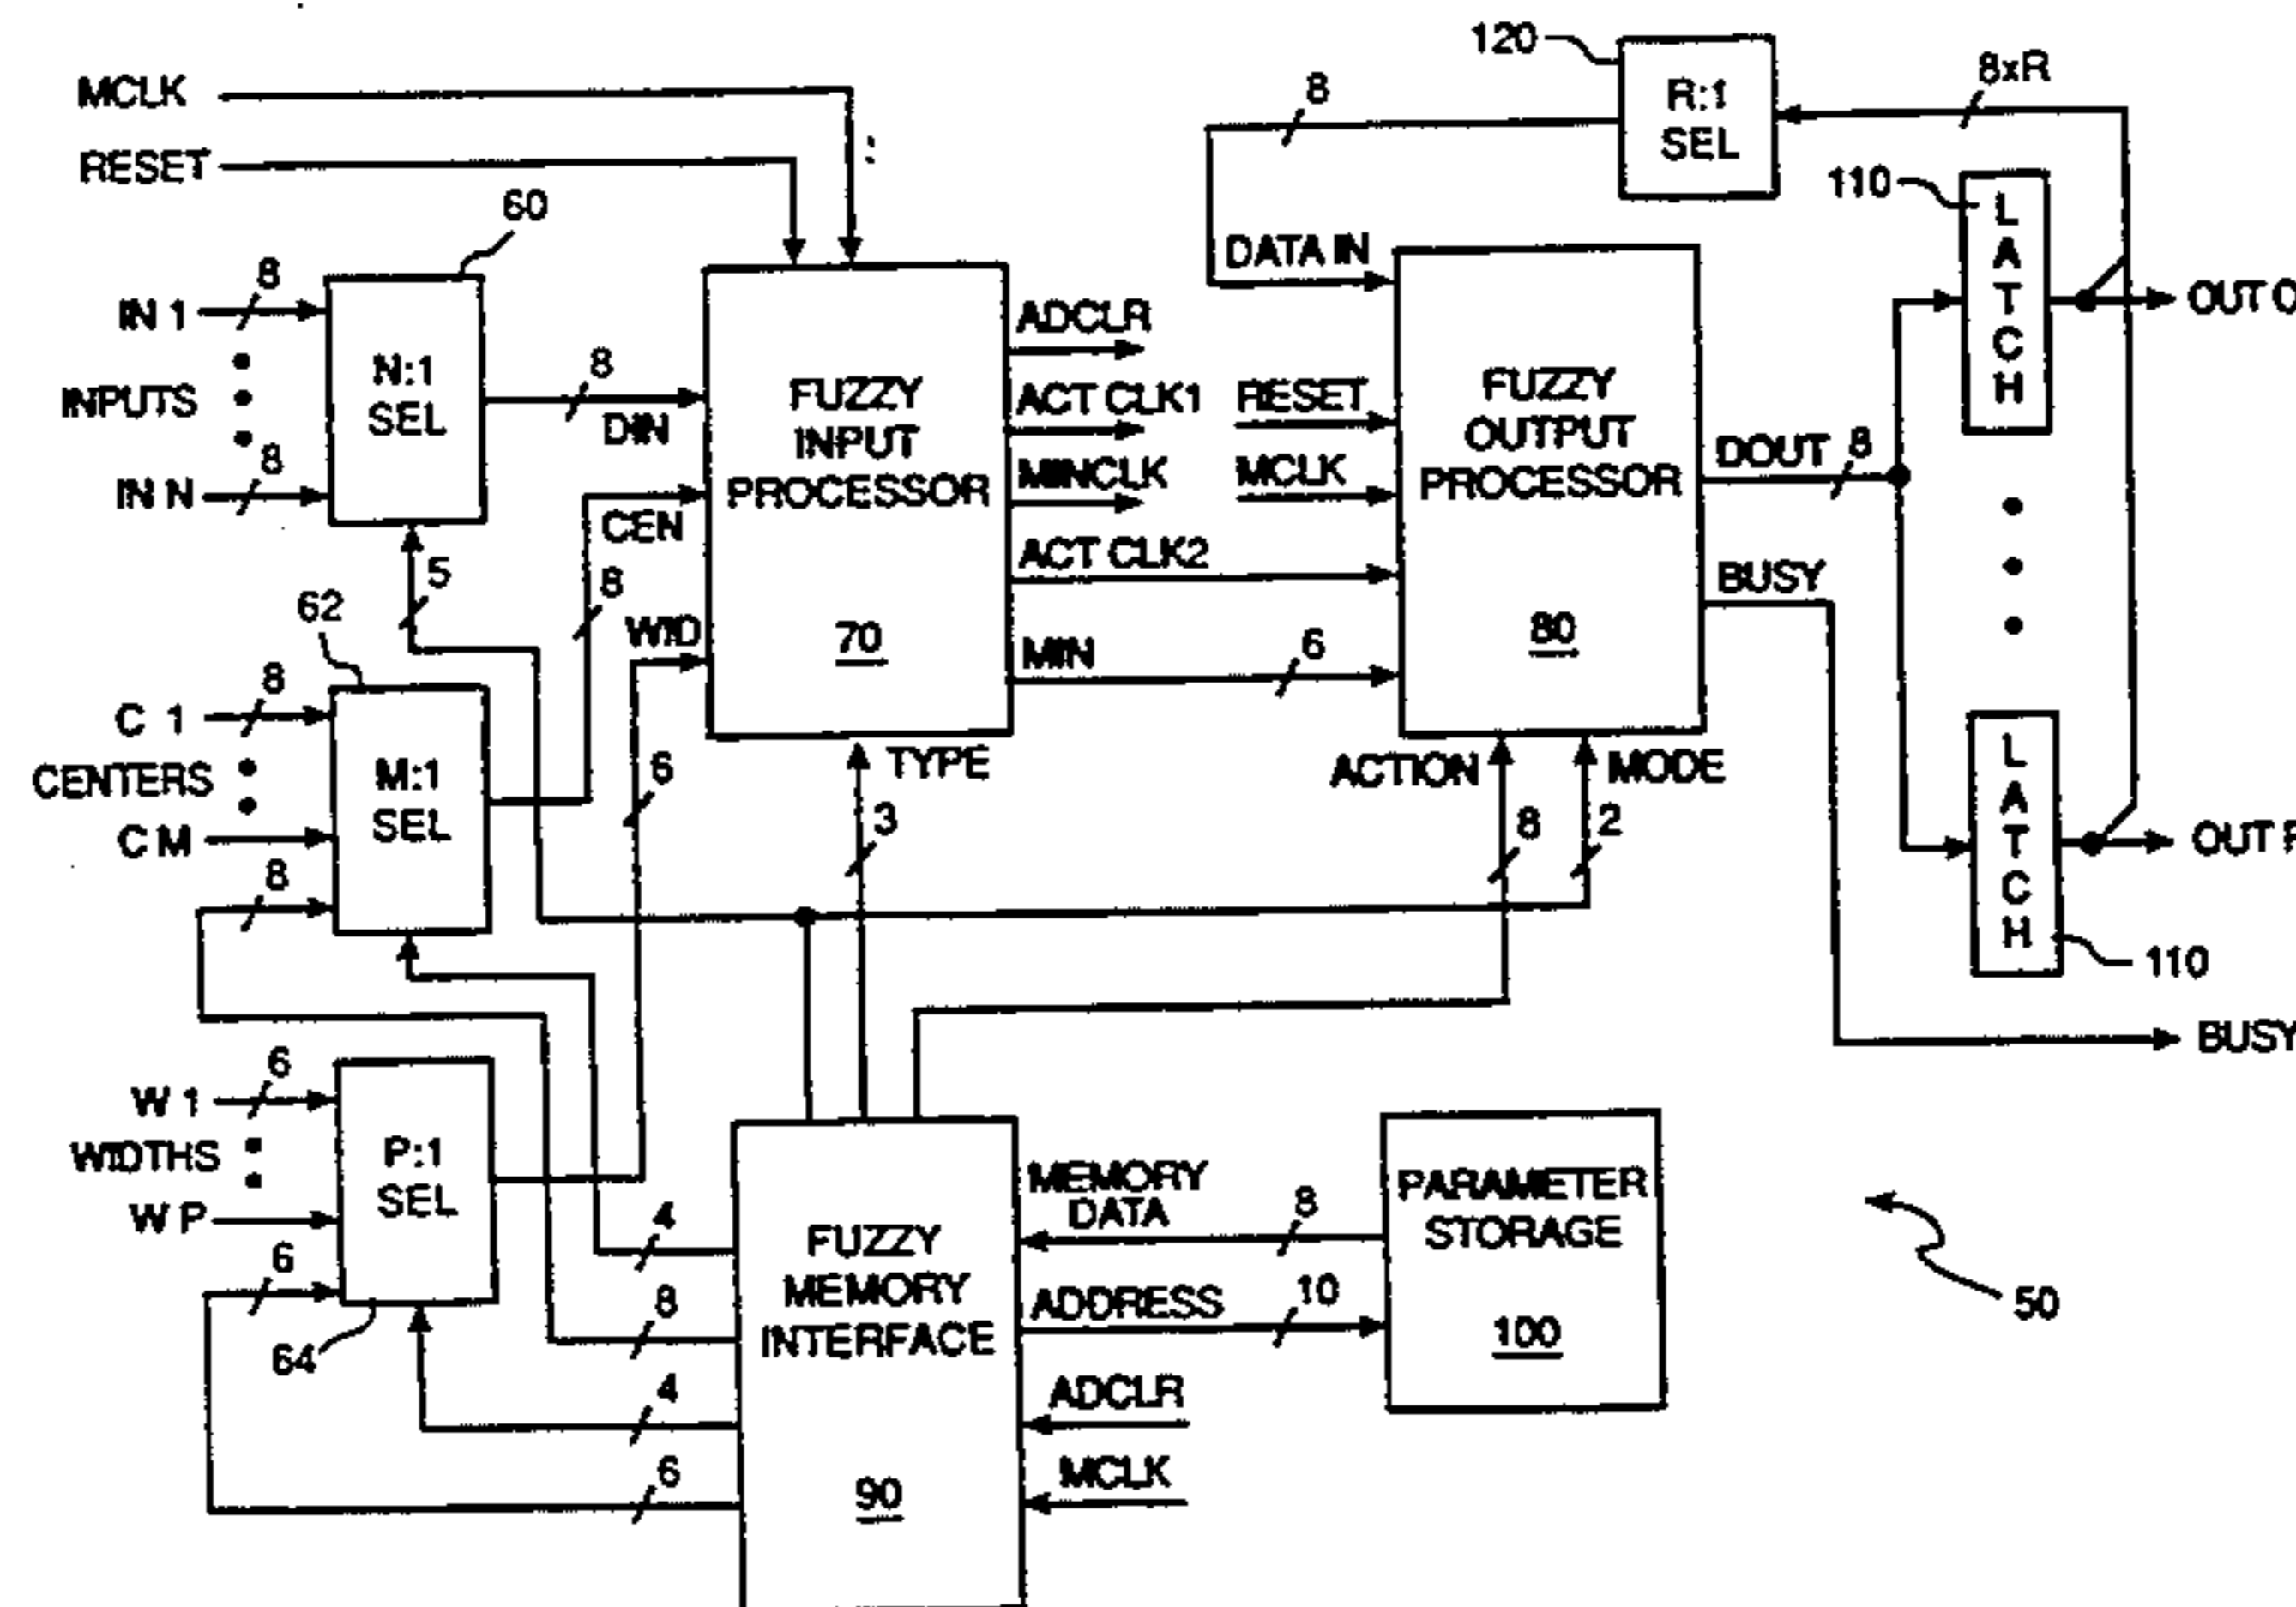 MCLK
RESET
60
IN 1
8
INPUTS
IN N
8
N:1
SEL
8
DIN
5
CEN
8
62
C 1
8
CENTERS
C M
8
M:1
SEL
WID
6
W 1
6
WIDTHS
W P
6
P:1
SEL
64
FUZZY
INPUT
PROCESSOR
70
TYPE
3
ADCLR
ACT CLK1
MINCLK
ACT CLK2
MIN
6
120
R:1
SEL
8
8xR
DATA IN
RESET
MCLK
FUZZY
OUTPUT
PROCESSOR
80
ACTION
8
MODE
2
DOUT
8
BUSY
110
LATCH
OUT
LATCH
110
OUT
BUSY
4
8
4
6
FUZZY
MEMORY
INTERFACE
90
MEMORY
DATA
8
ADDRESS
10
ADCLR
MCLK
PARAMETER
STORAGE
100
50